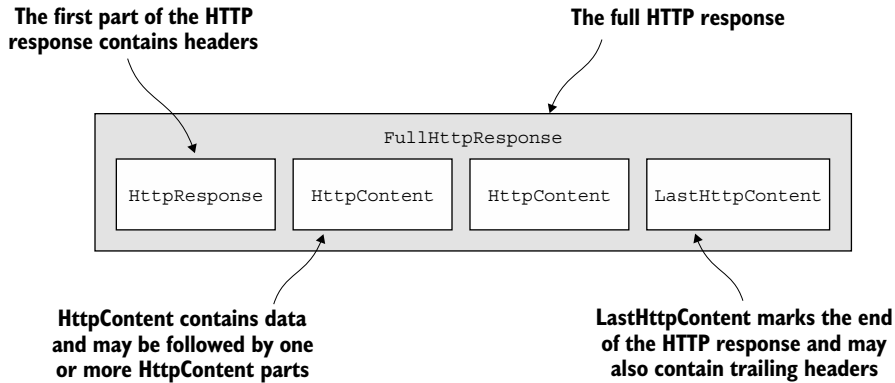 The first part of the HTTP
response contains headers
The full HTTP response
FullHttpResponse
HttpResponse
HttpContent
HttpContent
LastHttpContent
HttpContent contains data
and may be followed by one
or more HttpContent parts
LastHttpContent marks the end
of the HTTP response and may
also contain trailing headers